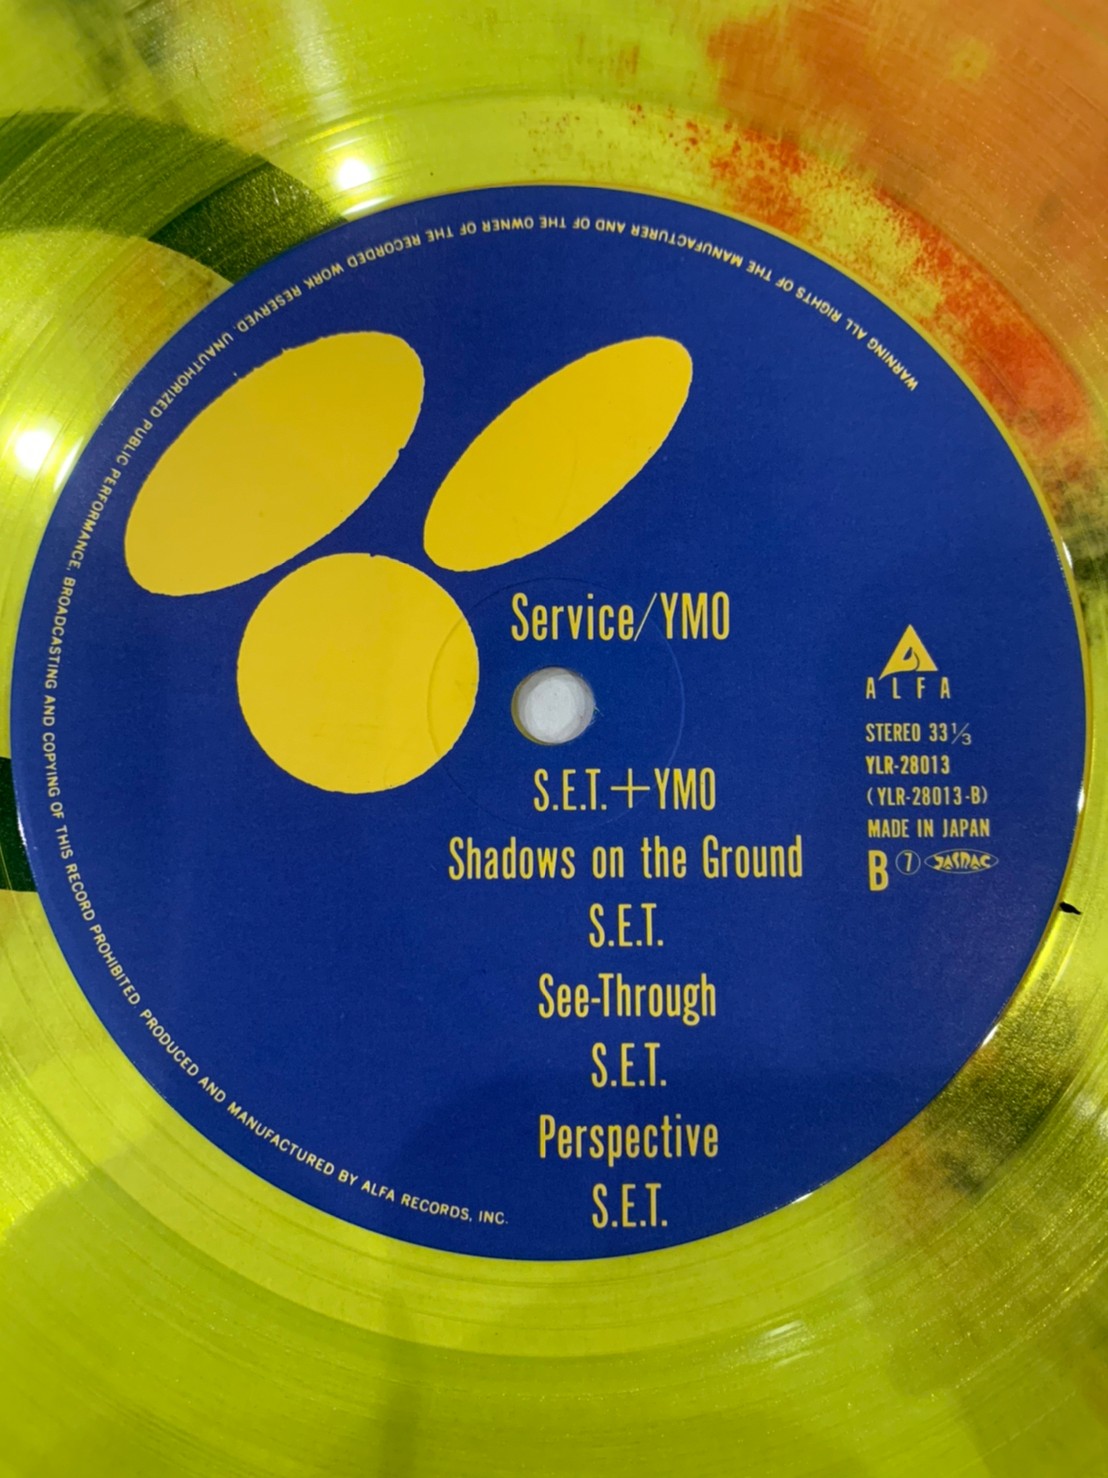 WARNING ALL RIGHTS OF THE MANUFACTURER AND OF THE OWNER OF THE RECORDED WORK RESERVED. UNAUTHORIZED PUBLIC PERFORMANCE, BROADCASTING AND COPYING OF THIS RECORD PROHIBITED. PRODUCED AND MANUFACTURED BY ALFA RECORDS, INC.
Service/YMO
S.E.T.+YMO
Shadows on the Ground
S.E.T.
See-Through
S.E.T.
Perspective
S.E.T.
ALFA
STEREO 33⅓
YLR-28013
(YLR-28013-B)
MADE IN JAPAN
B ⑦ JASRAC